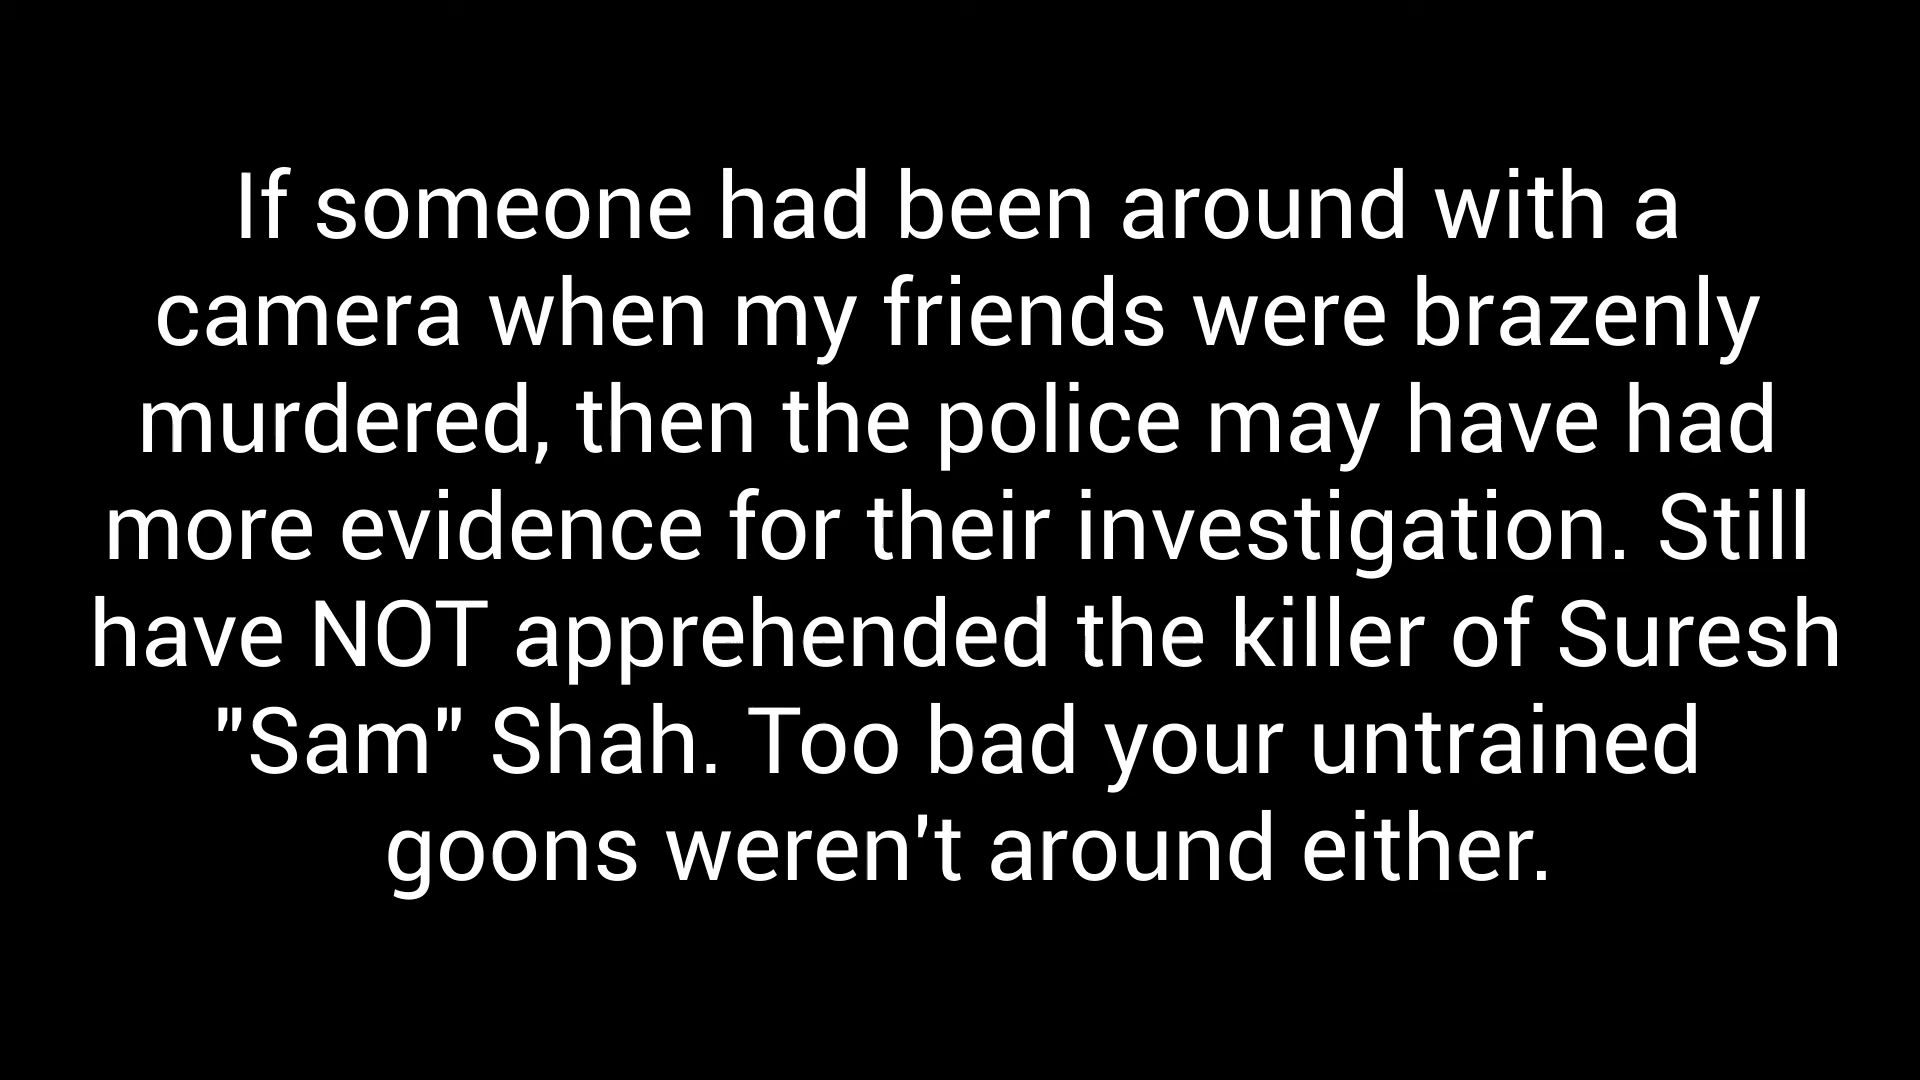 If someone had been around with a
camera when my friends were brazenly
murdered, then the police may have had
more evidence for their investigation. Still
have NOT apprehended the killer of Suresh
"Sam" Shah. Too bad your untrained
goons weren't around either.